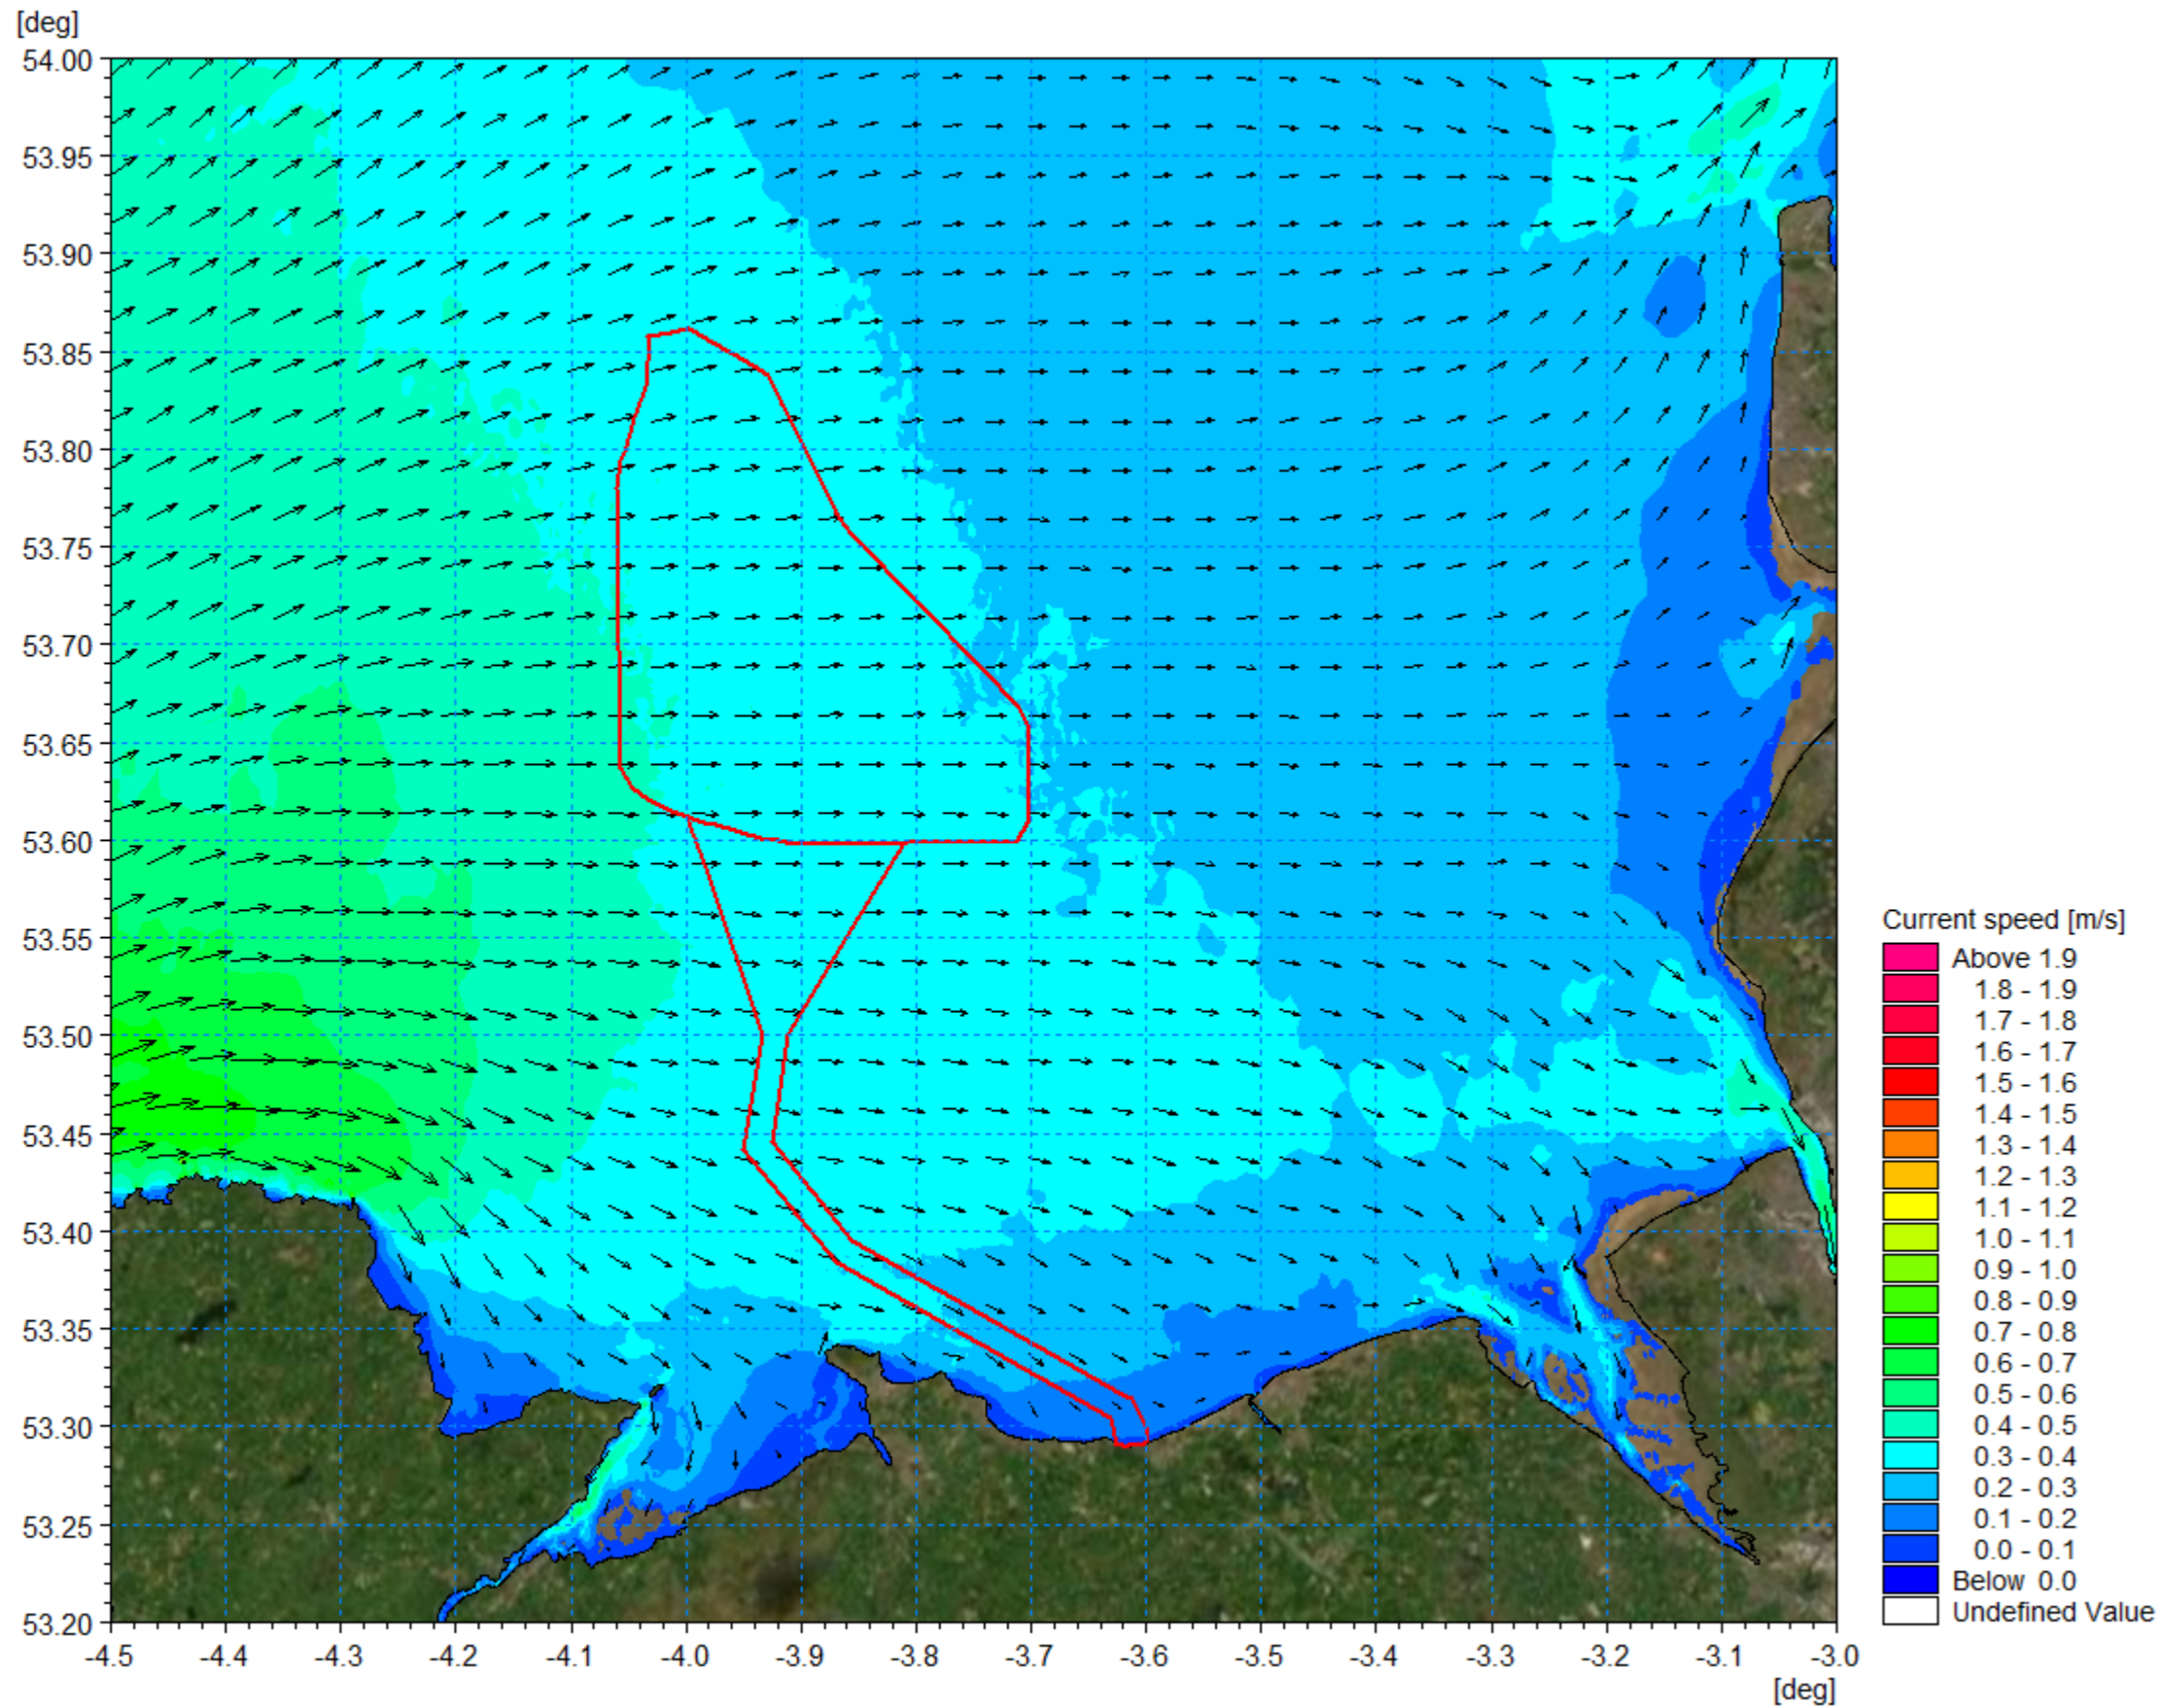 [deg]
54.00
53.95
53.90
53.85
53.80
53.75
53.70
53.65
53.60
53.55
53.50
53.45
53.40
53.35
53.30
53.25
53.20
-4.5 -4.4 -4.3 -4.2 -4.1 -4.0 -3.9 -3.8 -3.7 -3.6 -3.5 -3.4 -3.3 -3.2 -3.1 -3.0
[deg]
Current speed [m/s]
Above 1.9
1.8 - 1.9
1.7 - 1.8
1.6 - 1.7
1.5 - 1.6
1.4 - 1.5
1.3 - 1.4
1.2 - 1.3
1.1 - 1.2
1.0 - 1.1
0.9 - 1.0
0.8 - 0.9
0.7 - 0.8
0.6 - 0.7
0.5 - 0.6
0.4 - 0.5
0.3 - 0.4
0.2 - 0.3
0.1 - 0.2
0.0 - 0.1
Below 0.0
Undefined Value